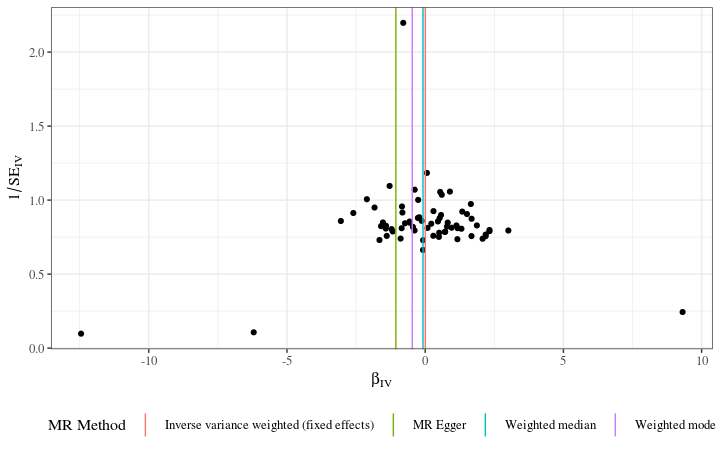 2.0
1.5
1/SE_IV
1.0
0.5
0.0
-10 -5 0 5 10
β_IV
MR Method Inverse variance weighted (fixed effects) MR Egger Weighted median Weighted mode